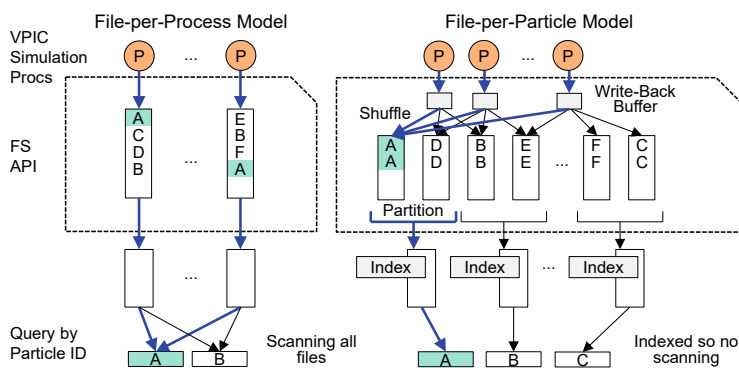 File-per-Process Model
File-per-Particle Model
VPIC
Simulation
Procs
P
...
P
P
P
...
P
Write-Back
Buffer
Shuffle
FS
API
A
C
D
B
...
E
B
F
A
A
A
D
D
B
B
E
E
...
F
F
C
C
Partition
...
Index
Index
...
Index
Query by
Particle ID
Scanning all
files
Indexed so no
scanning
A
B
A
B
C